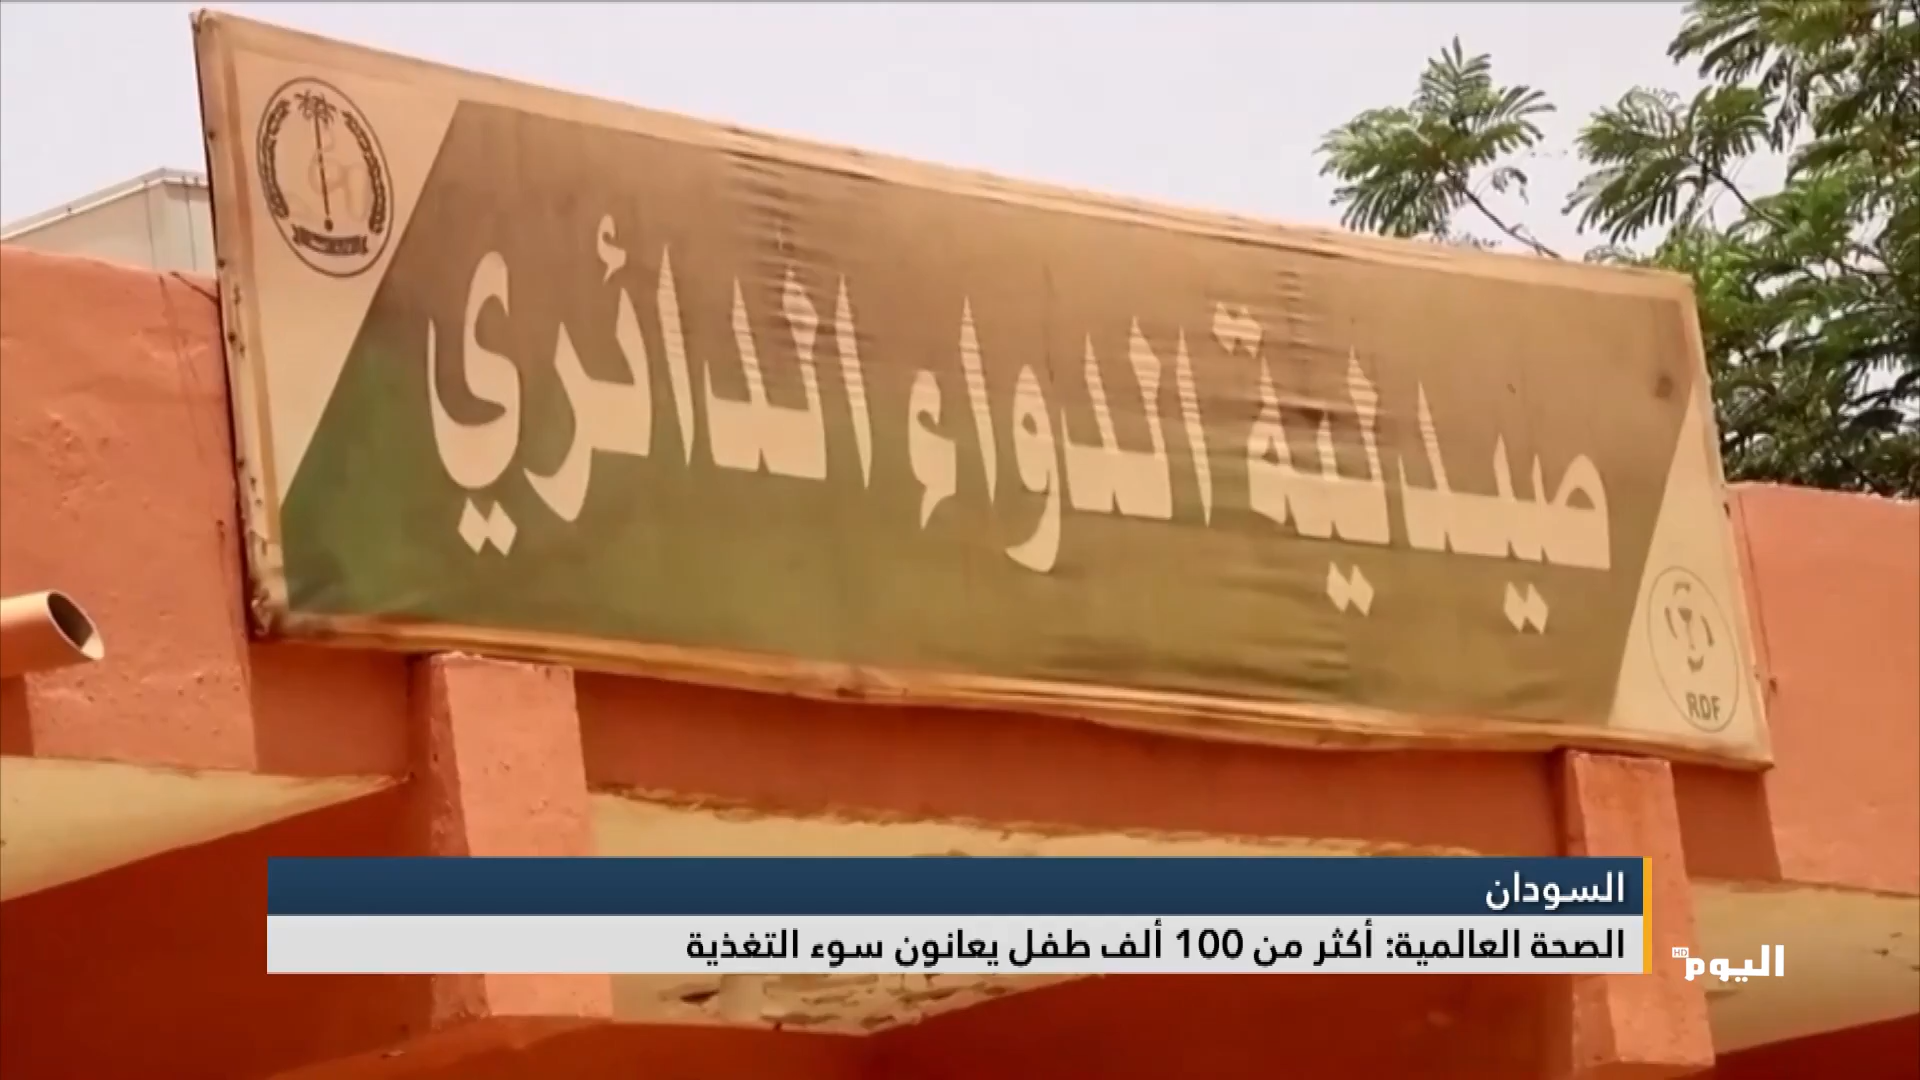 صيدلية الدواء الدائري
RDF
السودان
الصحة العالمية: أكثر من 100 ألف طفل يعانون سوء التغذية
اليوم HD